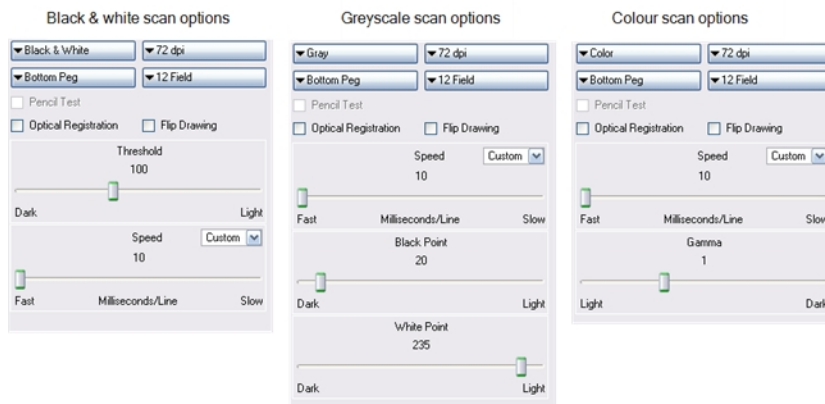 Black & white scan options
Black & White 72 dpi
Bottom Peg 12 Field
Pencil Test
Optical Registration Flip Drawing
Threshold
100
Dark Light
Speed Custom
10
Fast Milliseconds/Line Slow
Greyscale scan options
Gray 72 dpi
Bottom Peg 12 Field
Pencil Test
Optical Registration Flip Drawing
Speed Custom
10
Fast Milliseconds/Line Slow
Black Point
20
Dark Light
White Point
235
Dark Light
Colour scan options
Color 72 dpi
Bottom Peg 12 Field
Pencil Test
Optical Registration Flip Drawing
Speed Custom
10
Fast Milliseconds/Line Slow
Gamma
1
Light Dark